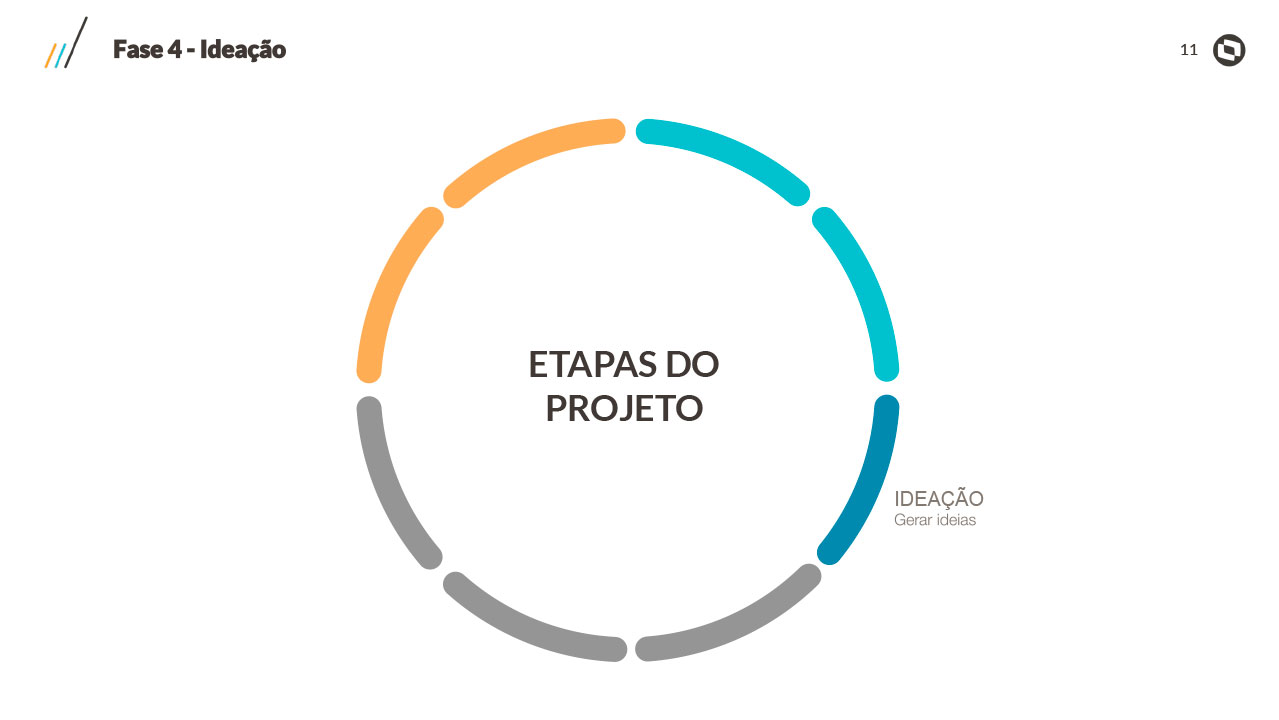 Fase 4 - Ideação
11
ETAPAS DO
PROJETO
IDEAÇÃO
Gerar ideias